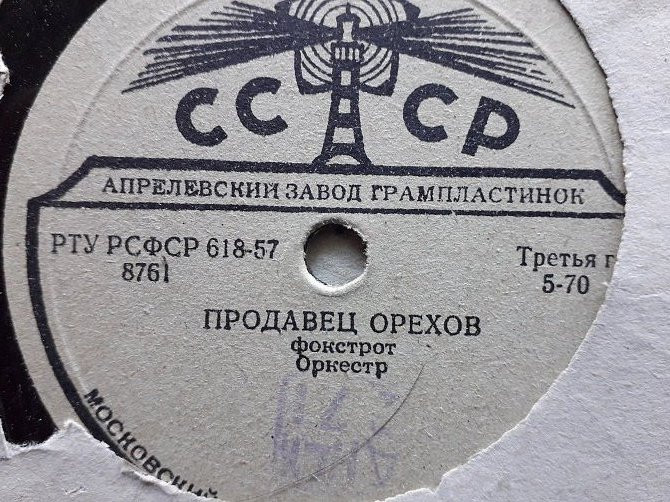 СССР
АПРЕЛЕВСКИЙ ЗАВОД ГРАМПЛАСТИНОК
РТУ РСФСР 618-57
8761
Третья
5-70
ПРОДАВЕЦ ОРЕХОВ
фокстрот
Оркестр
МОСКОВСКИЙ